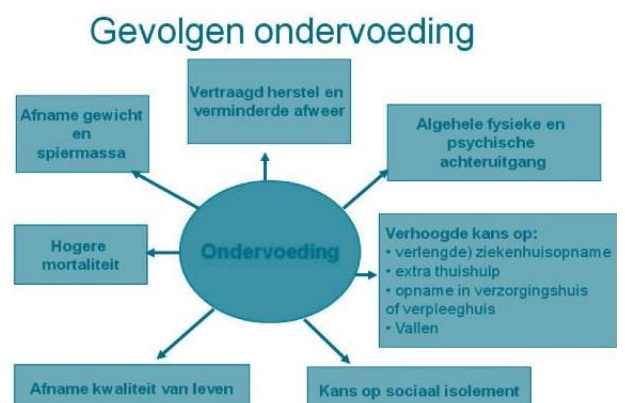 Gevolgen ondervoeding
Vertraagd herstel en
verminderde afweer
Afname gewicht
en
spiermassa
Algehele fysieke en
psychische
achteruitgang
Ondervoeding
Hogere
mortaliteit
Verhoogde kans op:
• verlengde) ziekenhuisopname
• extra thuishulp
• opname in verzorgingshuis
of verpleeghuis
• Vallen
Afname kwaliteit van leven
Kans op sociaal isolement